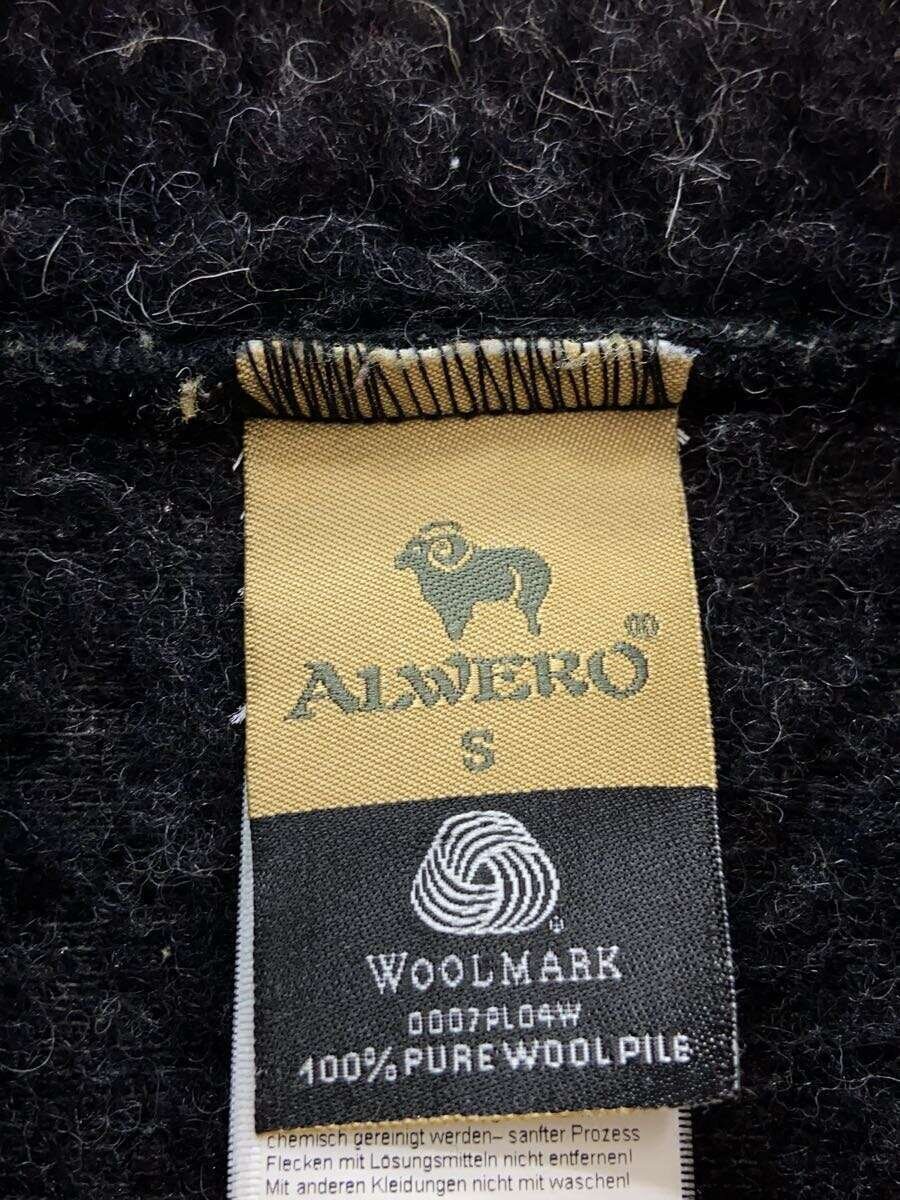 ALWERO
S
WOOLMARK
0007PL04W
100% PURE WOOL PILE
chemisch gereinigt werden– sanfter Prozess
Flecken mit Lösungsmitteln nicht entfernen!
Mit anderen Kleidungen nicht mit waschen!